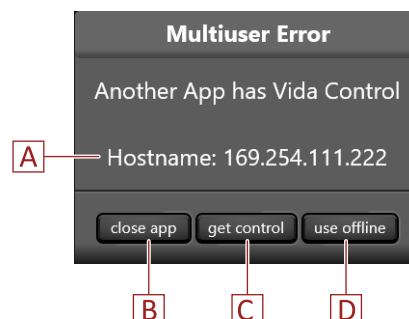 Multiuser Error
Another App has Vida Control
A
Hostname: 169.254.111.222
close app get control use offline
B C D